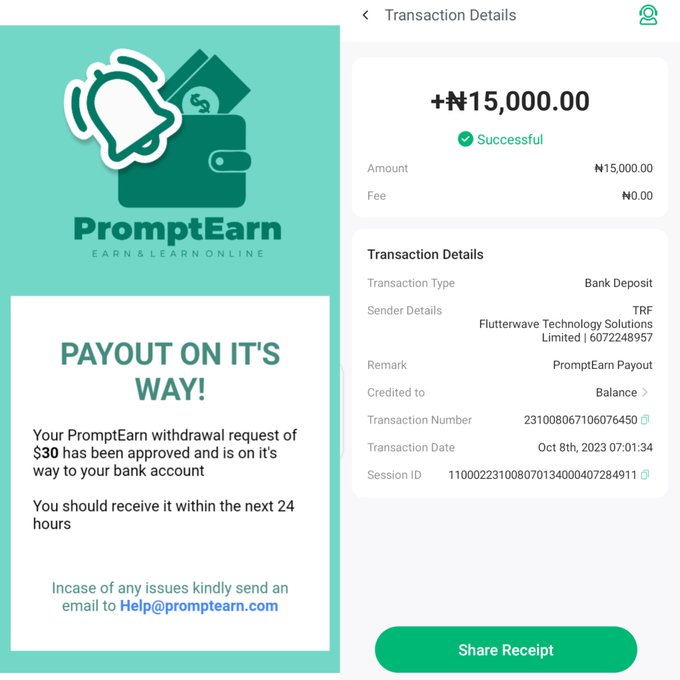 PromptEarn
EARN & LEARN ONLINE
PAYOUT ON IT'S
WAY!
Your PromptEarn withdrawal request of
$30 has been approved and is on it's
way to your bank account
You should receive it within the next 24
hours
Incase of any issues kindly send an
email to Help@promptearn.com
Transaction Details
+₦15,000.00
Successful
Amount ₦15,000.00
Fee ₦0.00
Transaction Details
Transaction Type Bank Deposit
Sender Details TRF
Flutterwave Technology Solutions
Limited | 6072248957
Remark PromptEarn Payout
Credited to Balance
Transaction Number 231008067106076450
Transaction Date Oct 8th, 2023 07:01:34
Session ID 110002231008070134000407284911
Share Receipt